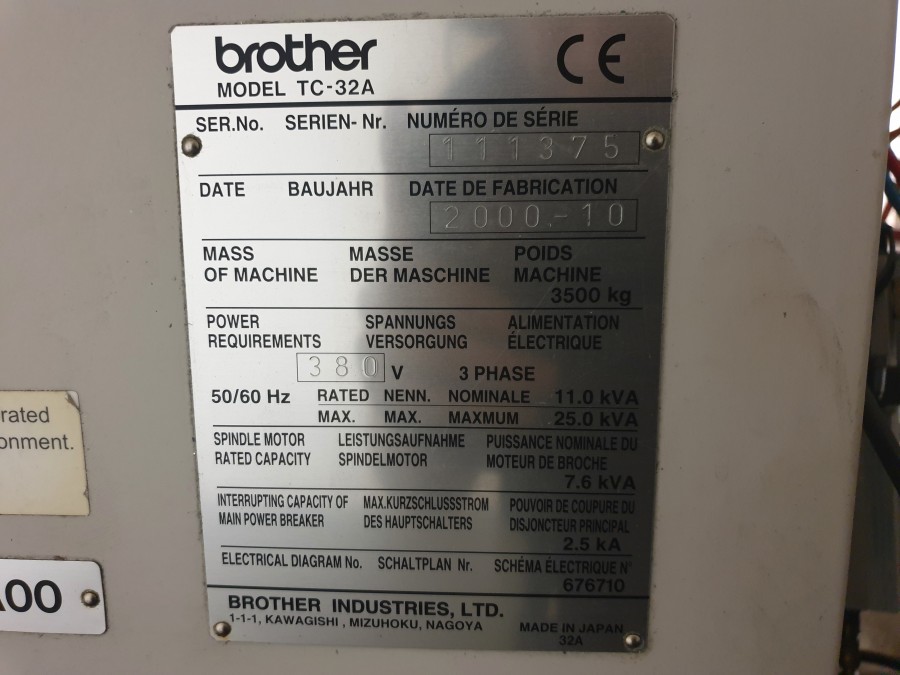 brother
CE
MODEL TC-32A
SER.No. SERIEN- Nr. NUMÉRO DE SÉRIE
111375
DATE BAUJAHR DATE DE FABRICATION
2000.-10
MASS MASSE POIDS
OF MACHINE DER MASCHINE MACHINE
3500 kg
POWER SPANNUNGS ALIMENTATION
REQUIREMENTS VERSORGUNG ÉLECTRIQUE
380 V 3 PHASE
50/60 Hz RATED NENN. NOMINALE 11.0 kVA
MAX. MAX. MAXMUM 25.0 kVA
SPINDLE MOTOR LEISTUNGSAUFNAHME PUISSANCE NOMINALE DU
RATED CAPACITY SPINDELMOTOR MOTEUR DE BROCHE
7.6 kVA
INTERRUPTING CAPACITY OF MAX.KURZSCHLUSSSTROM POUVOIR DE COUPURE DU
MAIN POWER BREAKER DES HAUPTSCHALTERS DISJONCTEUR PRINCIPAL
2.5 kA
ELECTRICAL DIAGRAM No. SCHALTPLAN Nr. SCHÉMA ÉLECTRIQUE N°
676710
BROTHER INDUSTRIES, LTD.
1-1-1, KAWAGISHI , MIZUHOKU, NAGOYA
MADE IN JAPAN
32A
rated
onment.
00